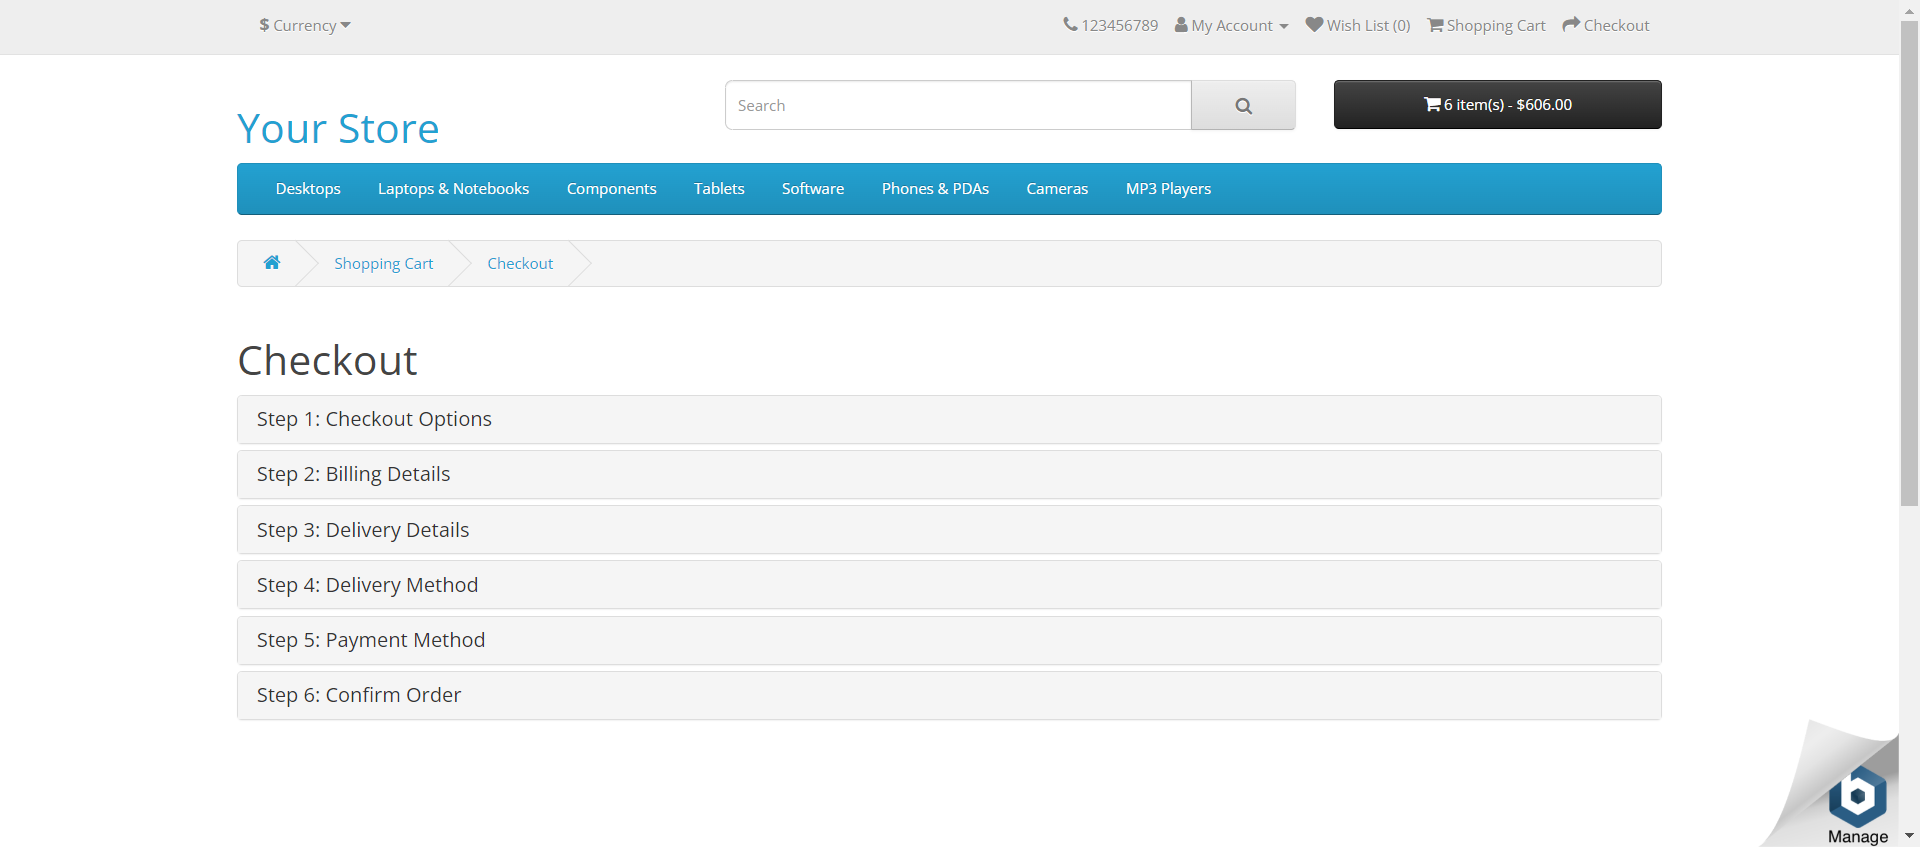 $ Currency
123456789 My Account Wish List (0) Shopping Cart Checkout
Your Store
Search
6 item(s) - $606.00
Desktops Laptops & Notebooks Components Tablets Software Phones & PDAs Cameras MP3 Players
Shopping Cart Checkout
Checkout
Step 1: Checkout Options
Step 2: Billing Details
Step 3: Delivery Details
Step 4: Delivery Method
Step 5: Payment Method
Step 6: Confirm Order
b
Manage